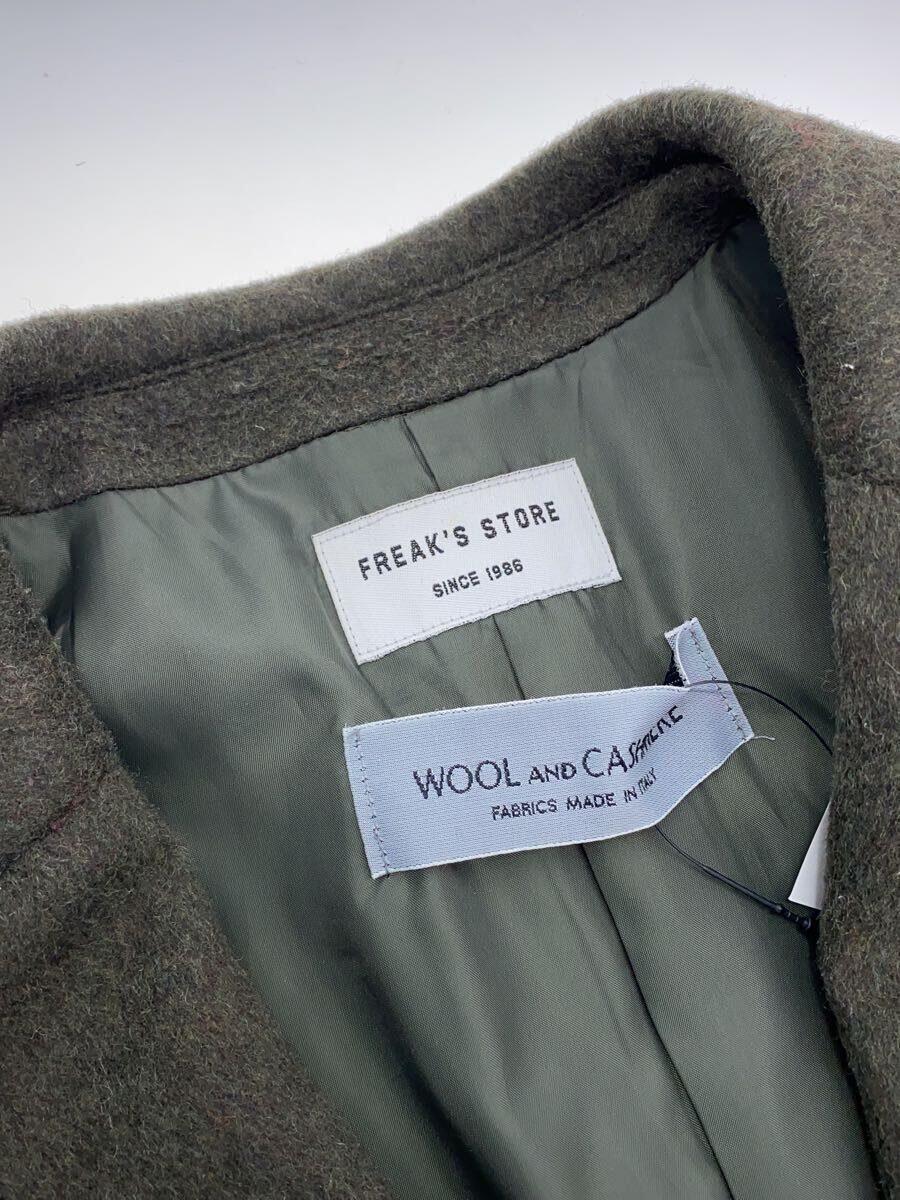 FREAK'S STORE
SINCE 1986
WOOL AND CASHMERE
FABRICS MADE IN ITALY